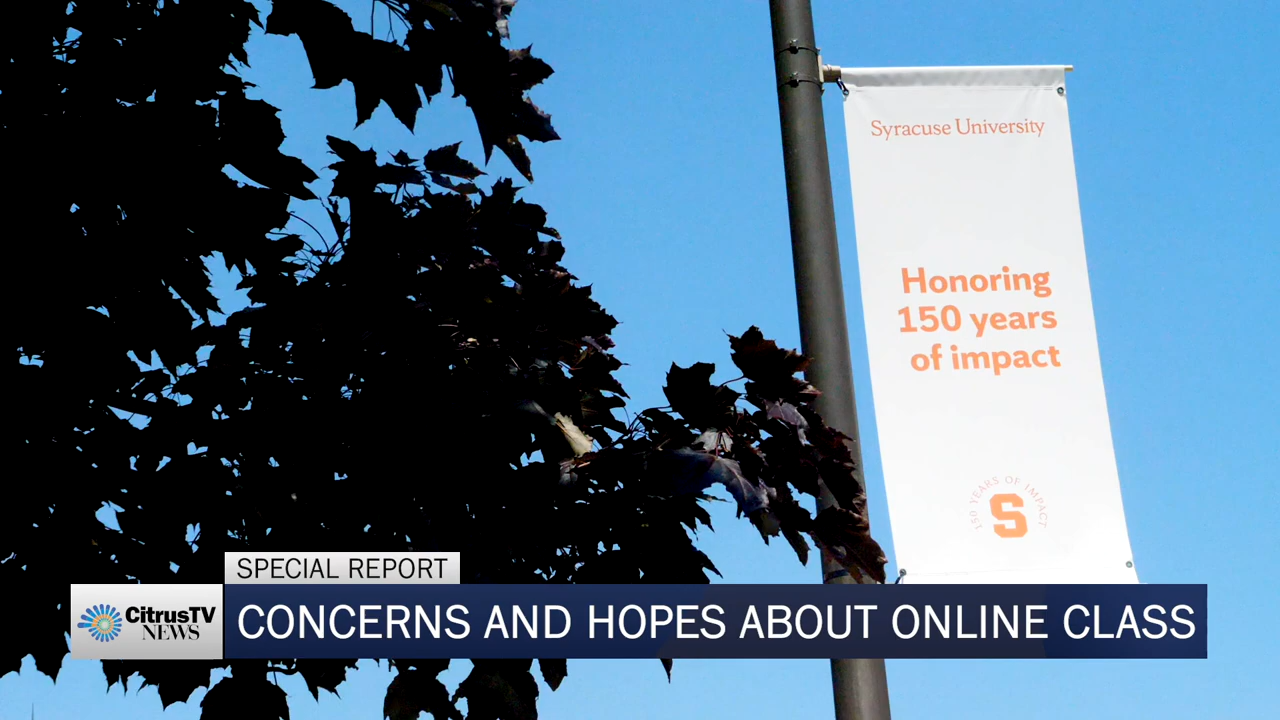 Syracuse University
Honoring
150 years
of impact
150 YEARS OF IMPACT
S
SPECIAL REPORT
CitrusTV
NEWS
CONCERNS AND HOPES ABOUT ONLINE CLASS